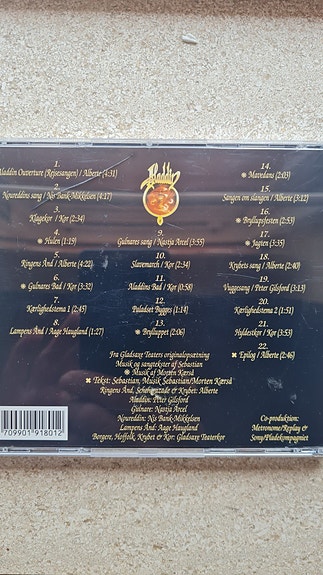 Aladdin
1.
Aladdin Ouverture (Rejsesangen) / Alberte (4:31)
2.
Noureddins sang / Nis Bank-Mikkelsen (4:17)
3.
Klagekor / Kor (2:34)
4.
Hulen (1:19)
Ringens Ånd / Alberte (4:22)
6.
Gulnares Bad / Kor (3:32)
7.
Kærlighedstema 1 (2:45)
8.
Lampens Ånd / Aage Haugland (1:27)
9.
Gulnares sang / Nastja Arcel (3:55)
10.
Slavemarch / Kor (2:34)
11.
Aladdins Bad / Kor (0:58)
12.
Paladset Bygges (1:14)
13.
Brylluppet (2:06)
14.
Mavedans (2:03)
15.
Sangen om slangen / Alberte (3:12)
16.
Bryllupsfesten (2:53)
17.
Jagten (3:35)
18.
Krybets sang / Alberte (2:40)
19.
Vuggesang / Peter Gilsford (3:13)
20.
Kærlighedstema 2 (1:51)
21.
Hyldestkor / Kor (3:53)
22.
Epilog / Alberte (2:46)
Fra Gladsaxe Teaters originalopsætning
Musik og sangtekster af Sebastian
Musik af Morten Kærså
Tekst: Sebastian, Musik Sebastian/Morten Kærså
Ringens Ånd, Scheherazade & Krybet: Alberte
Aladdin: Peter Gilsford
Gulnare: Nastja Arcel
Noureddin: Nis Bank-Mikkelsen
Lampens Ånd: Aage Haugland
Borgere, Hoffolk, Krybet & Kor: Gladsaxe Teaterkor
Co-produktion:
Metronome/Replay &
Sony/Pladekompagniet
709901 918012